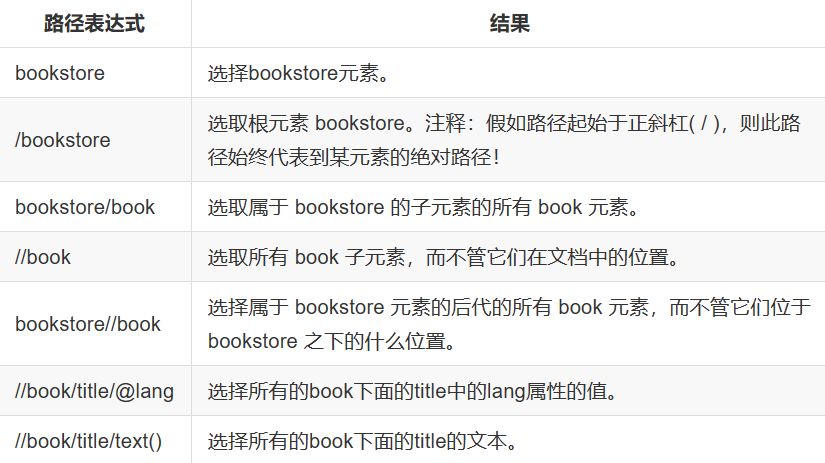 路径表达式 结果
bookstore 选择bookstore元素。
/bookstore 选取根元素 bookstore。注释：假如路径起始于正斜杠( / )，则此路
径始终代表到某元素的绝对路径！
bookstore/book 选取属于 bookstore 的子元素的所有 book 元素。
//book 选取所有 book 子元素，而不管它们在文档中的位置。
bookstore//book 选择属于 bookstore 元素的后代的所有 book 元素，而不管它们位于
bookstore 之下的什么位置。
//book/title/@lang 选择所有的book下面的title中的lang属性的值。
//book/title/text() 选择所有的book下面的title的文本。